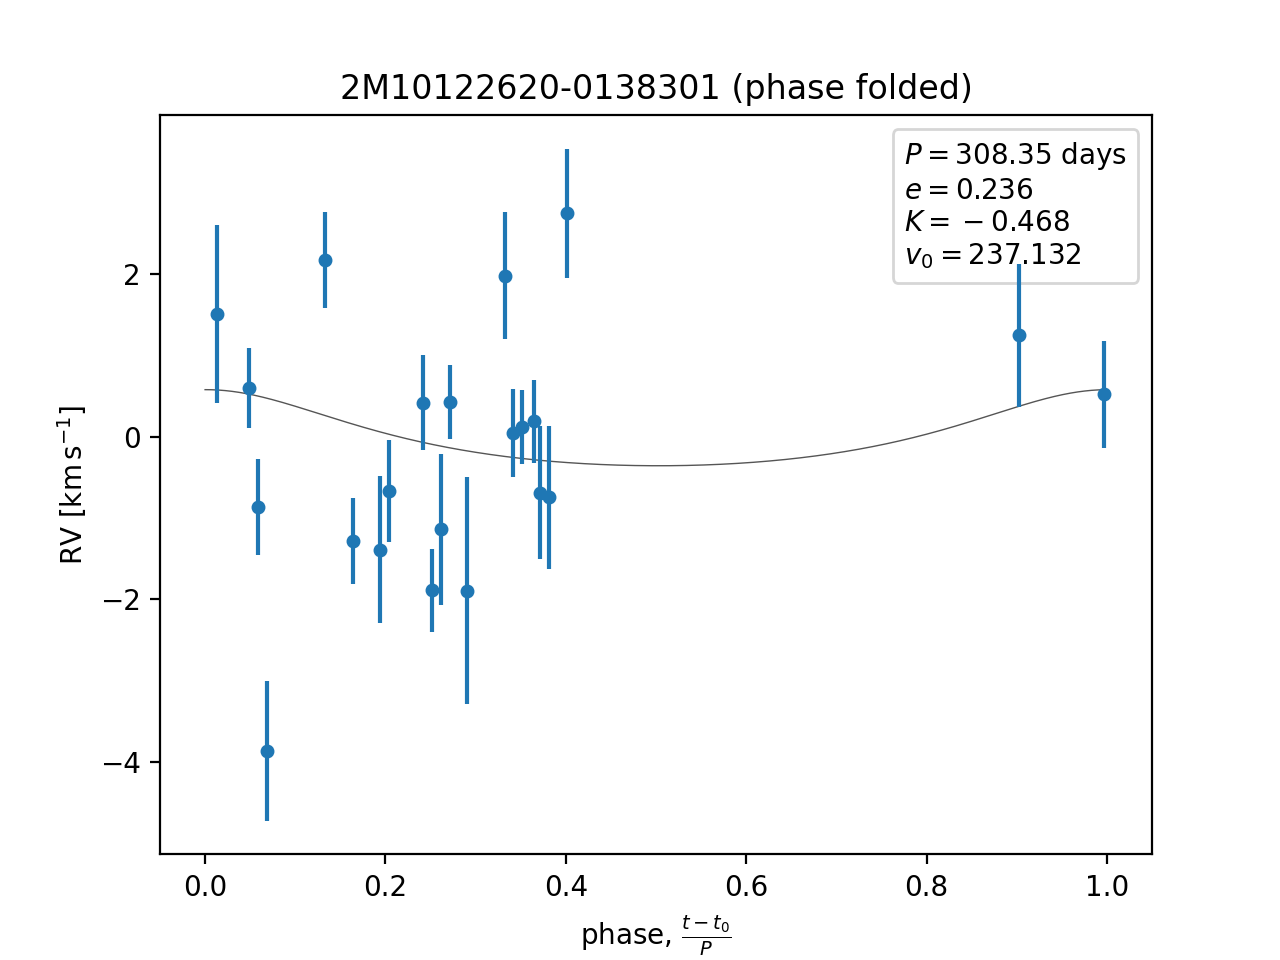 2M10122620-0138301 (phase folded)
P = 308.35 days
e = 0.236
K = −0.468
v₀ = 237.132
2
0
−2
−4
RV [km s⁻¹]
0.0 0.2 0.4 0.6 0.8 1.0
phase, (t − t₀)/P